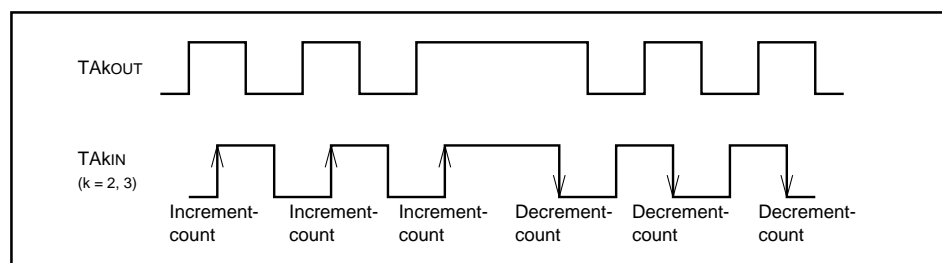 TAkOUT
TAkIN
(k = 2, 3)
Increment-
count
Increment-
count
Increment-
count
Decrement-
count
Decrement-
count
Decrement-
count